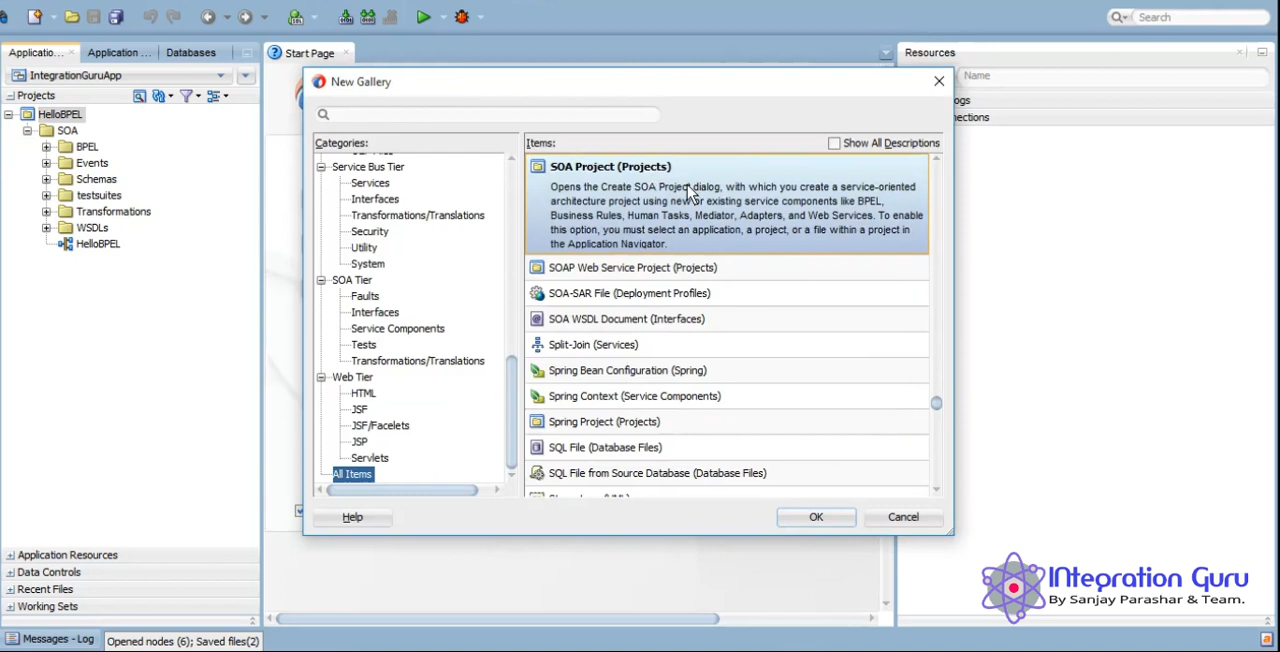 Search
Applicatio...
Application ...
Databases
Start Page
Resources
IntegrationGuruApp
Projects
HelloBPEL
SOA
BPEL
Events
Schemas
testsuites
Transformations
WSDLs
HelloBPEL
Application Resources
Data Controls
Recent Files
Working Sets
New Gallery
Categories:
Service Bus Tier
Services
Interfaces
Transformations/Translations
Security
Utility
System
SOA Tier
Faults
Interfaces
Service Components
Tests
Transformations/Translations
Web Tier
HTML
JSF
JSF/Facelets
JSP
Servlets
All Items
Items:
Show All Descriptions
SOA Project (Projects)
Opens the Create SOA Project dialog, with which you create a service-oriented
architecture project using new or existing service components like BPEL,
Business Rules, Human Tasks, Mediator, Adapters, and Web Services. To enable
this option, you must select an application, a project, or a file within a project in
the Application Navigator.
SOAP Web Service Project (Projects)
SOA-SAR File (Deployment Profiles)
SOA WSDL Document (Interfaces)
Split-Join (Services)
Spring Bean Configuration (Spring)
Spring Context (Service Components)
Spring Project (Projects)
SQL File (Database Files)
SQL File from Source Database (Database Files)
Help
OK
Cancel
Name
ogs
ections
INtegration Guru
By Sanjay Parashar & Team.
Messages - Log
Opened nodes (6); Saved files(2)